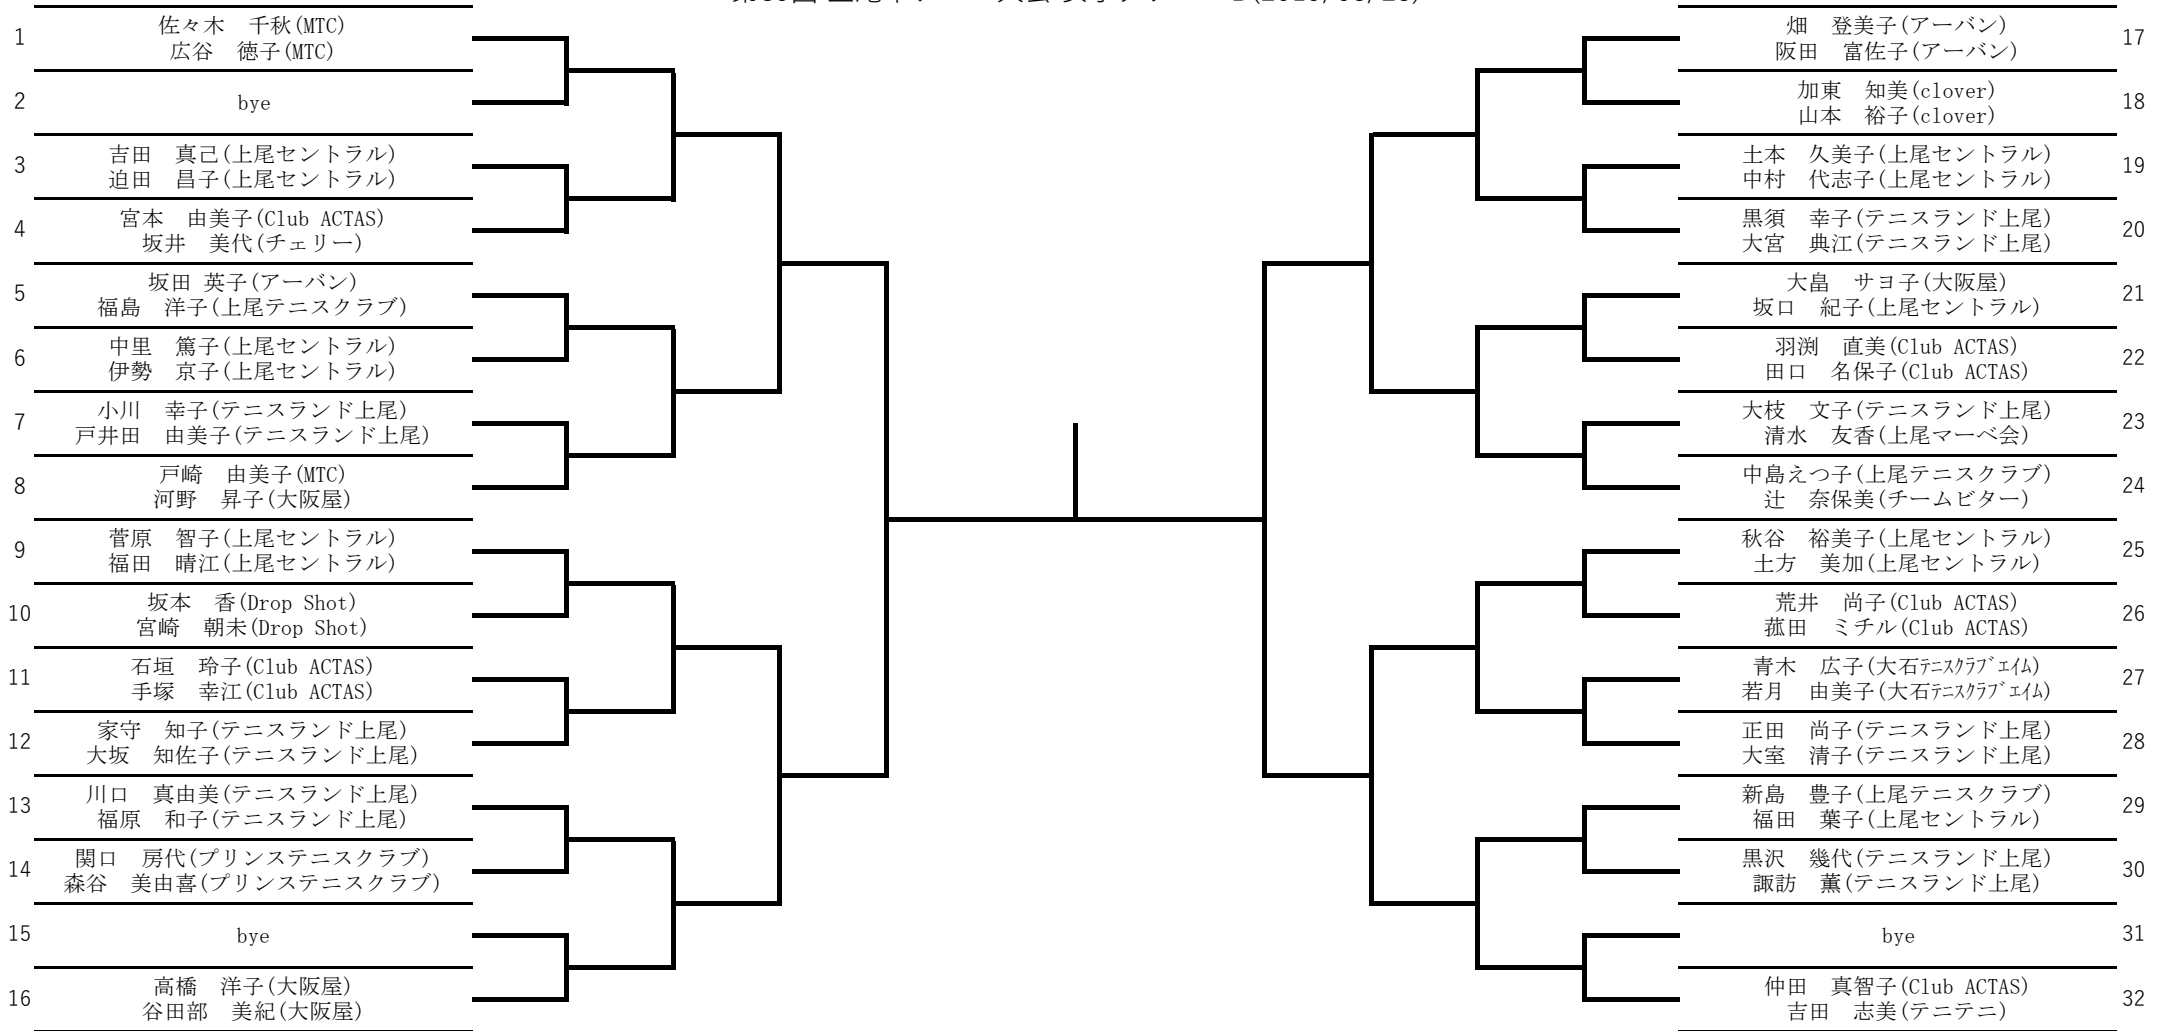 1
佐々木　千秋(MTC)
広谷　徳子(MTC)
2
bye
3
吉田　真己(上尾セントラル)
迫田　昌子(上尾セントラル)
4
宮本　由美子(Club ACTAS)
坂井　美代(チェリー)
5
坂田 英子(アーバン)
福島　洋子(上尾テニスクラブ)
6
中里　篤子(上尾セントラル)
伊勢　京子(上尾セントラル)
7
小川　幸子(テニスランド上尾)
戸井田　由美子(テニスランド上尾)
8
戸崎　由美子(MTC)
河野　昇子(大阪屋)
9
菅原　智子(上尾セントラル)
福田　晴江(上尾セントラル)
10
坂本　香(Drop Shot)
宮崎　朝未(Drop Shot)
11
石垣　玲子(Club ACTAS)
手塚　幸江(Club ACTAS)
12
家守　知子(テニスランド上尾)
大坂　知佐子(テニスランド上尾)
13
川口　真由美(テニスランド上尾)
福原　和子(テニスランド上尾)
14
関口　房代(プリンステニスクラブ)
森谷　美由喜(プリンステニスクラブ)
15
bye
16
高橋　洋子(大阪屋)
谷田部　美紀(大阪屋)
畑　登美子(アーバン)
阪田　富佐子(アーバン)
17
加東　知美(clover)
山本　裕子(clover)
18
土本　久美子(上尾セントラル)
中村　代志子(上尾セントラル)
19
黒須　幸子(テニスランド上尾)
大宮　典江(テニスランド上尾)
20
大畠　サヨ子(大阪屋)
坂口　紀子(上尾セントラル)
21
羽渕　直美(Club ACTAS)
田口　名保子(Club ACTAS)
22
大枝　文子(テニスランド上尾)
清水　友香(上尾マーベ会)
23
中島えつ子(上尾テニスクラブ)
辻　奈保美(チームビター)
24
秋谷　裕美子(上尾セントラル)
土方　美加(上尾セントラル)
25
荒井　尚子(Club ACTAS)
菰田　ミチル(Club ACTAS)
26
青木　広子(大石ﾃﾆｽｸﾗﾌﾞｴｲﾑ)
若月　由美子(大石ﾃﾆｽｸﾗﾌﾞｴｲﾑ)
27
正田　尚子(テニスランド上尾)
大室　清子(テニスランド上尾)
28
新島　豊子(上尾テニスクラブ)
福田　葉子(上尾セントラル)
29
黒沢　幾代(テニスランド上尾)
諏訪　薫(テニスランド上尾)
30
bye
31
仲田　真智子(Club ACTAS)
吉田　志美(テニテニ)
32